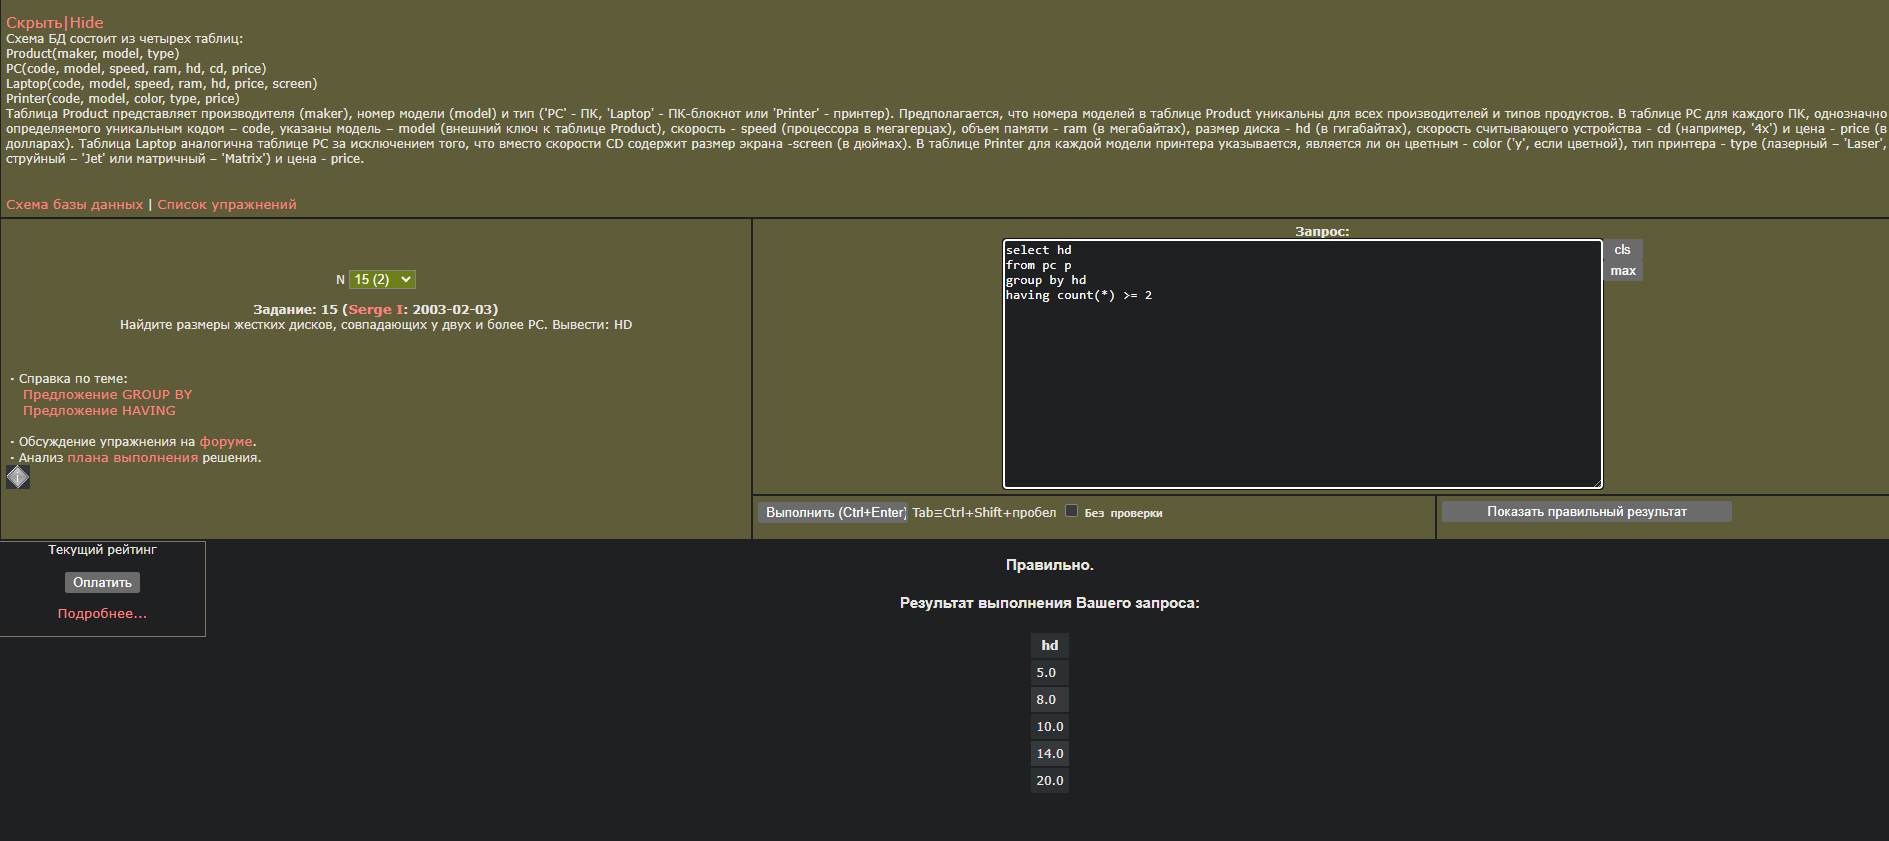 Скрыть|Hide
Схема БД состоит из четырех таблиц:
Product(maker, model, type)
PC(code, model, speed, ram, hd, cd, price)
Laptop(code, model, speed, ram, hd, price, screen)
Printer(code, model, color, type, price)
Таблица Product представляет производителя (maker), номер модели (model) и тип ('PC' - ПК, 'Laptop' - ПК-блокнот или 'Printer' - принтер). Предполагается, что номера моделей в таблице Product уникальны для всех производителей и типов продуктов. В таблице PC для каждого ПК, однозначно
определяемого уникальным кодом – code, указаны модель – model (внешний ключ к таблице Product), скорость - speed (процессора в мегагерцах), объем памяти - ram (в мегабайтах), размер диска - hd (в гигабайтах), скорость считывающего устройства - cd (например, '4x') и цена - price (в
долларах). Таблица Laptop аналогична таблице РС за исключением того, что вместо скорости CD содержит размер экрана -screen (в дюймах). В таблице Printer для каждой модели принтера указывается, является ли он цветным - color ('y', если цветной), тип принтера - type (лазерный – 'Laser',
струйный – 'Jet' или матричный – 'Matrix') и цена - price.
Схема базы данных | Список упражнений
N 15 (2)
Задание: 15 (Serge I: 2003-02-03)
Найдите размеры жестких дисков, совпадающих у двух и более PC. Вывести: HD
· Справка по теме:
Предложение GROUP BY
Предложение HAVING
· Обсуждение упражнения на форуме.
· Анализ плана выполнения решения.
Запрос:
select hd
from pc p
group by hd
having count(*) >= 2
cls
max
Выполнить (Ctrl+Enter) Tab≡Ctrl+Shift+пробел Без проверки
Показать правильный результат
Текущий рейтинг
Оплатить
Подробнее...
Правильно.
Результат выполнения Вашего запроса:
hd
5.0
8.0
10.0
14.0
20.0